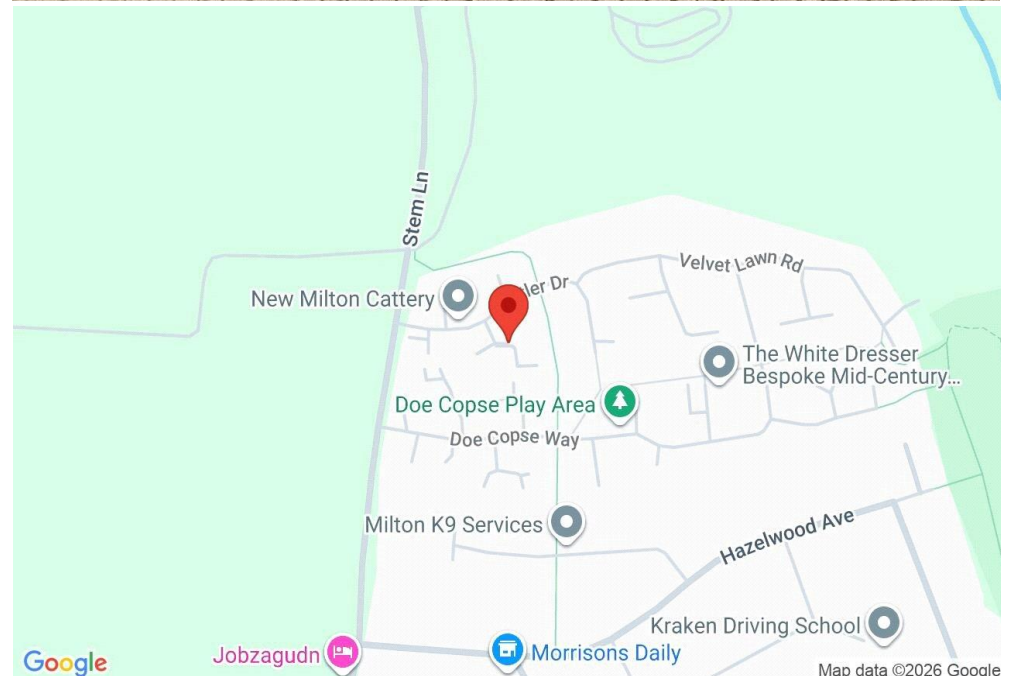 Stem Ln
Velvet Lawn Rd
ler Dr
New Milton Cattery
The White Dresser
Bespoke Mid-Century...
Doe Copse Play Area
Doe Copse Way
Milton K9 Services
Hazelwood Ave
Kraken Driving School
Jobzagudn
Morrisons Daily
Google
Map data ©2026 Google